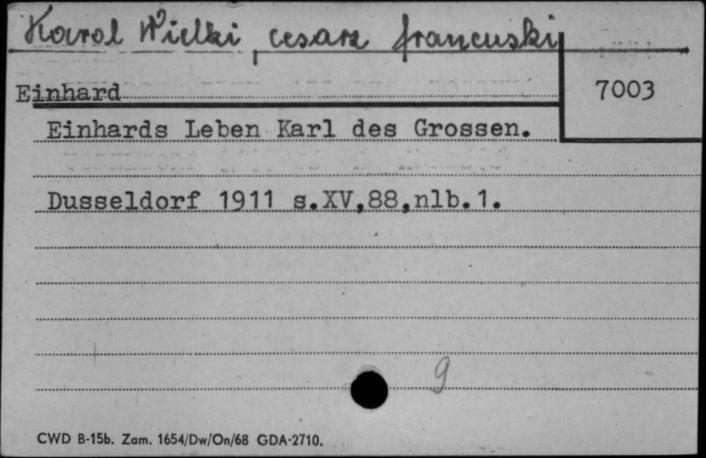 Karol Wielki, cesarz francuski
Einhard
7003
Einhards Leben Karl des Grossen.
Dusseldorf 1911 s.XV,88,nlb.1.
9
CWD B-15b. Zam. 1654/Dw/On/68 GDA-2710.